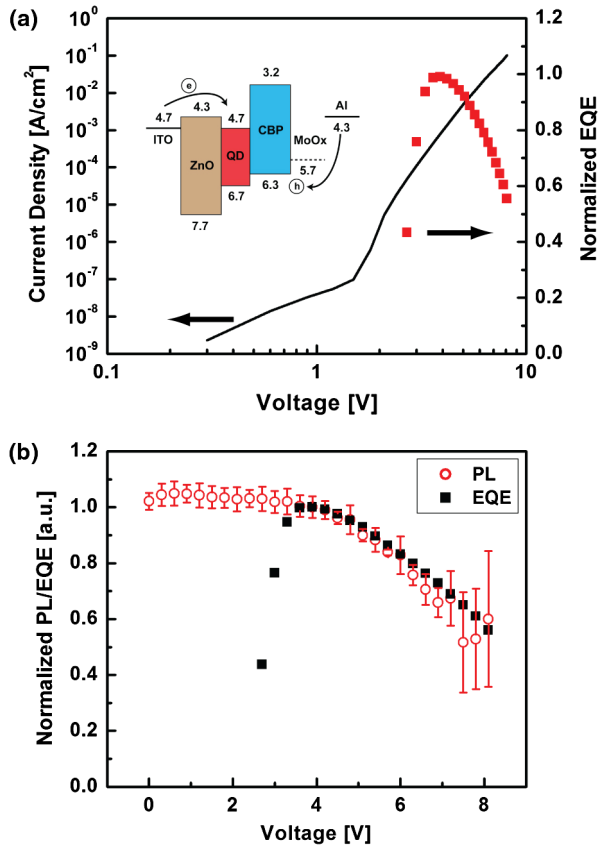 (a)
Current Density [A/cm²]
10⁰
10⁻¹
10⁻²
10⁻³
10⁻⁴
10⁻⁵
10⁻⁶
10⁻⁷
10⁻⁸
10⁻⁹
0.1
1
10
Voltage [V]
1.2
1.0
0.8
0.6
0.4
0.2
0.0
Normalized EQE
e
3.2
4.7
4.3
4.7
Al
ITO
ZnO
QD
CBP
MoOx
4.3
5.7
6.7
6.3
h
7.7
(b)
Normalized PL/EQE [a.u.]
1.2
1.0
0.8
0.6
0.4
0.2
0.0
PL
EQE
0
2
4
6
8
Voltage [V]